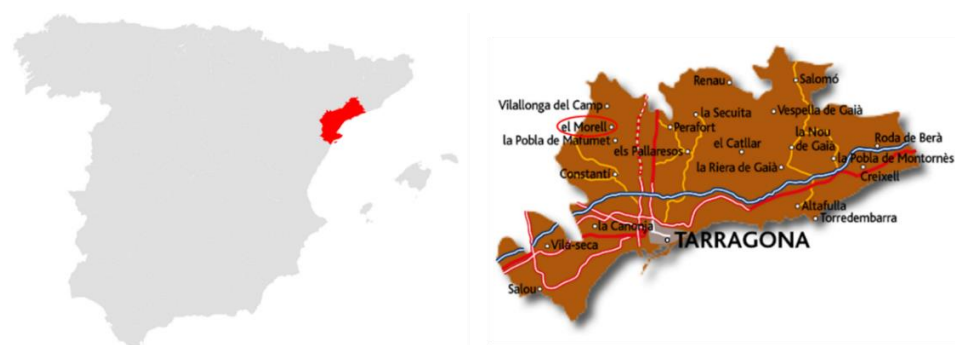 Renau
Salomó
Vilallonga del Camp
la Secuita
Vespella de Gaià
el Morell
Perafort
la Pobla de Mafumet
els Pallaresos
el Catllar
la Nou
de Gaià
Roda de Berà
la Riera de Gaià
la Pobla de Montornès
Constantí
Creixell
Altafulla
Torredembarra
la Canonja
TARRAGONA
Vila-seca
Salou